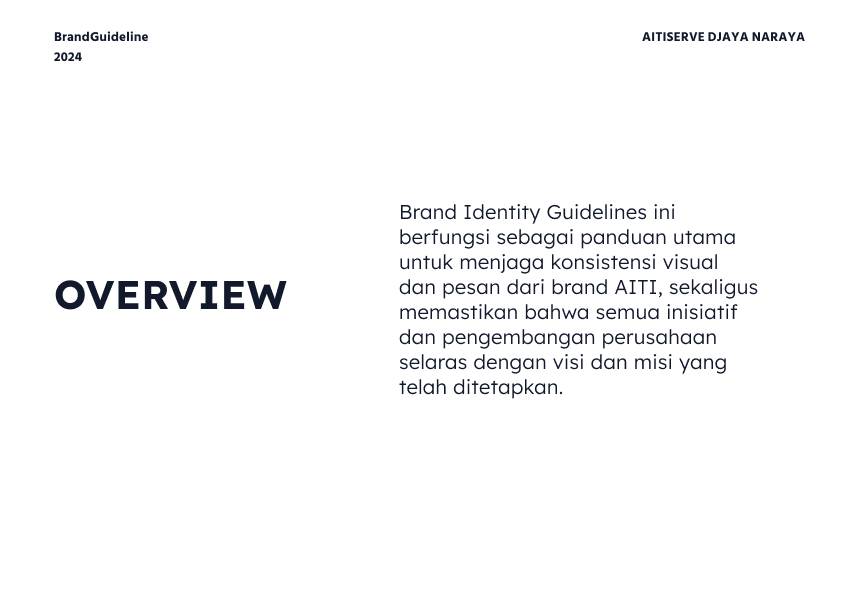 BrandGuideline
2024
AITISERVE DJAYA NARAYA
OVERVIEW
Brand Identity Guidelines ini
berfungsi sebagai panduan utama
untuk menjaga konsistensi visual
dan pesan dari brand AITI, sekaligus
memastikan bahwa semua inisiatif
dan pengembangan perusahaan
selaras dengan visi dan misi yang
telah ditetapkan.